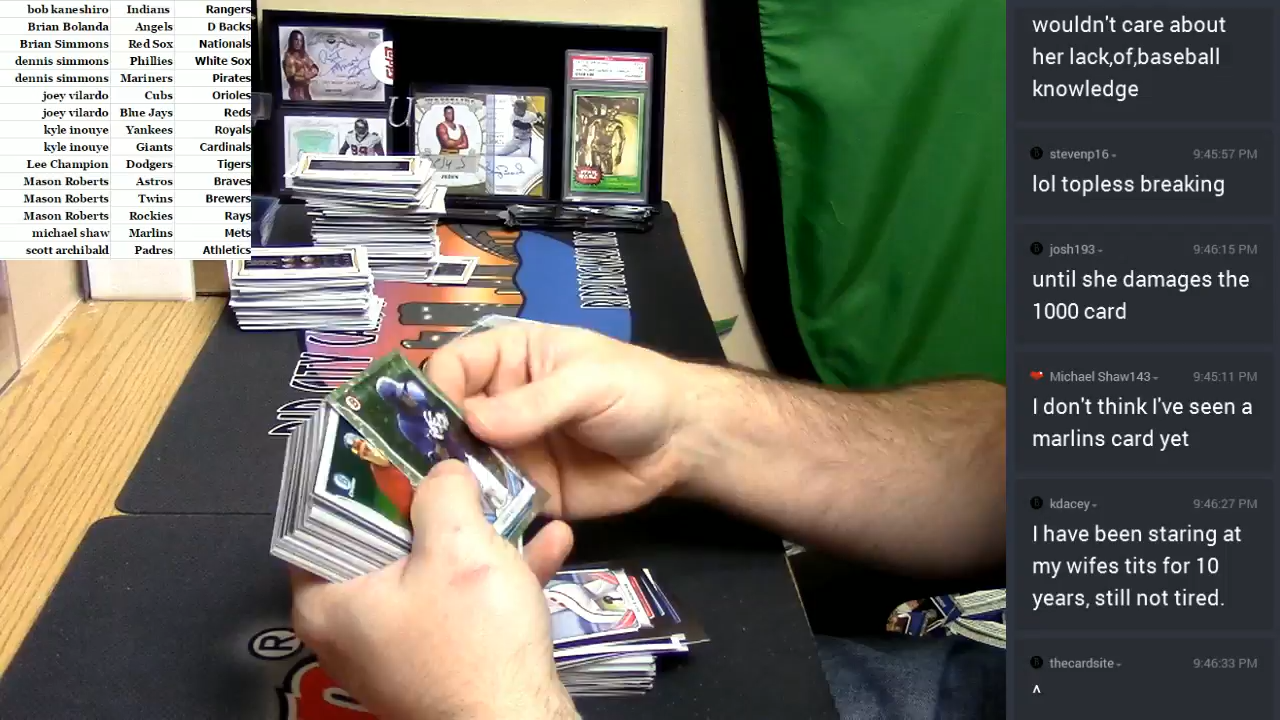 bob kaneshiro Indians Rangers
Brian Bolanda Angels D Backs
Brian Simmons Red Sox Nationals
dennis simmons Phillies White Sox
dennis simmons Mariners Pirates
joey vilardo Cubs Orioles
joey vilardo Blue Jays Reds
kyle inouye Yankees Royals
kyle inouye Giants Cardinals
Lee Champion Dodgers Tigers
Mason Roberts Astros Braves
Mason Roberts Twins Brewers
Mason Roberts Rockies Rays
michael shaw Marlins Mets
scott archibald Padres Athletics
U
STAR WARS
®
wouldn't care about
her lack,of,baseball
knowledge
stevenp16 9:45:57 PM
lol topless breaking
josh193 9:46:15 PM
until she damages the
1000 card
Michael Shaw143 9:45:11 PM
I don't think I've seen a
marlins card yet
kdacey 9:46:27 PM
I have been staring at
my wifes tits for 10
years, still not tired.
thecardsite 9:46:33 PM
^